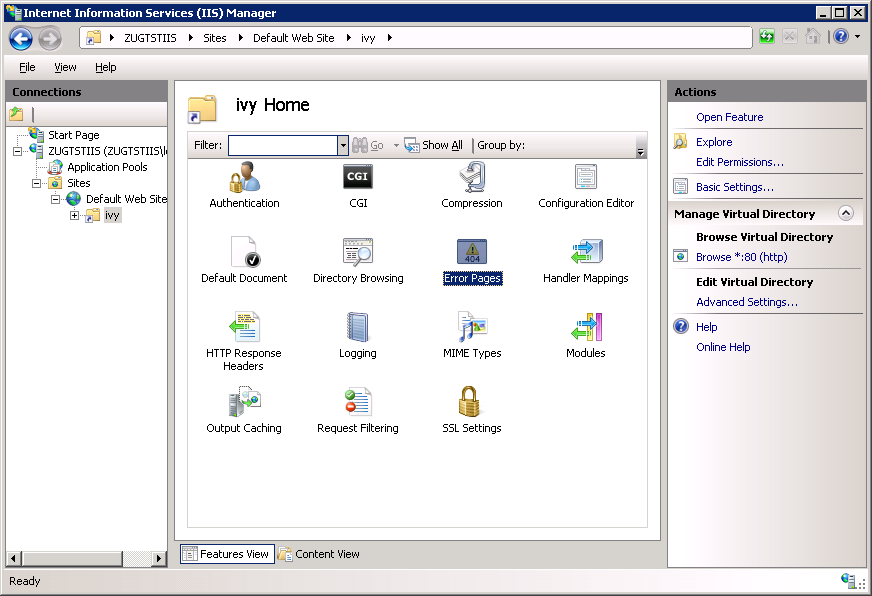 Internet Information Services (IIS) Manager
ZUGTSTIIS Sites Default Web Site ivy
File View Help
Connections
Start Page
ZUGTSTIIS (ZUGTSTIIS\l
Application Pools
Sites
Default Web Site
ivy
ivy Home
Filter: Go Show All Group by:
Authentication CGI Compression Configuration Editor
CGI
Default Document Directory Browsing Error Pages Handler Mappings
404
HTTP Response Headers Logging MIME Types Modules
Output Caching Request Filtering SSL Settings
Features View Content View
Actions
Open Feature
Explore
Edit Permissions...
Basic Settings...
Manage Virtual Directory
Browse Virtual Directory
Browse *:80 (http)
Edit Virtual Directory
Advanced Settings...
Help
Online Help
Ready